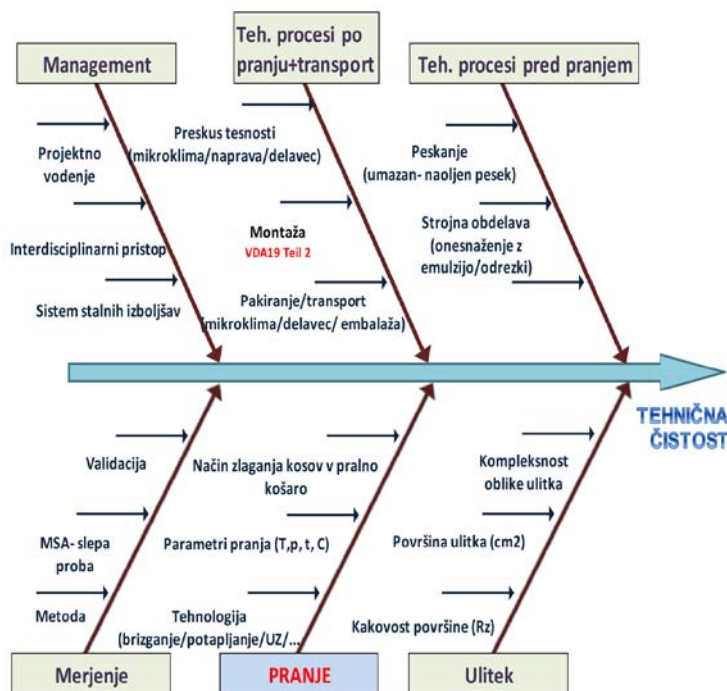 Management
Teh. procesi po
pranju+transport
Teh. procesi pred pranjem
Projektno
vodenje
Interdisciplinarni pristop
Sistem stalnih izboljšav
Preskus tesnosti
(mikroklima/naprava/delavec)
Montaža
VDA19 Teil 2
Pakiranje/transport
(mikroklima/delavec/ embalaža)
Peskanje
(umazan- naoljen pesek)
Strojna obdelava
(onesnaženje z
emulzijo/odrezki)
TEHNIČNA
ČISTOST
Validacija
MSA- slepa
proba
Metoda
Način zlaganja kosov v pralno
košaro
Parametri pranja (T,p, t, C)
Tehnologija
(brizganje/potapljanje/UZ/...
Kompleksnost
oblike ulitka
Površina ulitka (cm2)
Kakovost površine (Rz)
Merjenje
PRANJE
Ulitek